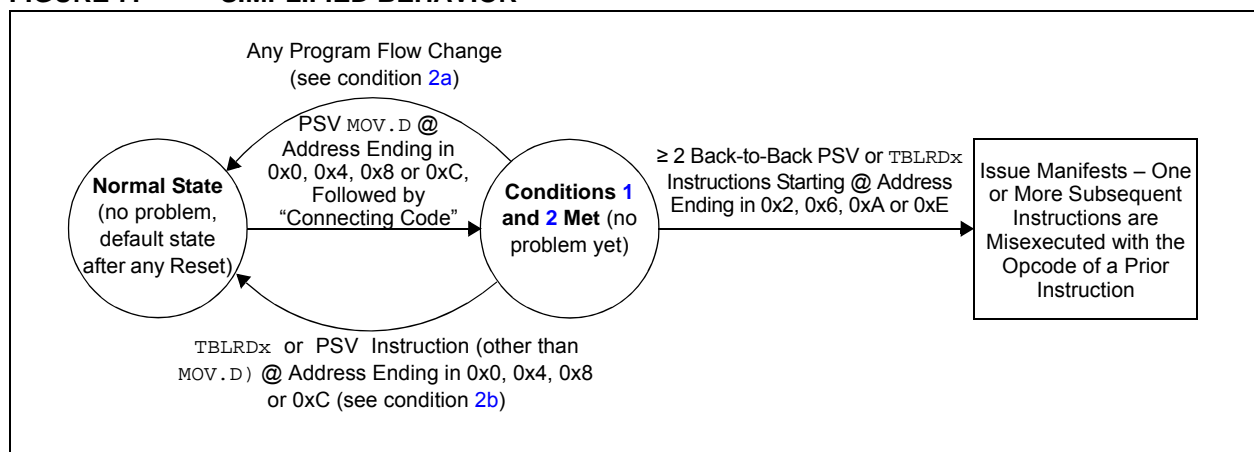 Any Program Flow Change
(see condition 2a)
PSV MOV.D @
Address Ending in
0x0, 0x4, 0x8 or 0xC,
Followed by
“Connecting Code”
Normal State
(no problem,
default state
after any Reset)
Conditions 1
and 2 Met (no
problem yet)
≥ 2 Back-to-Back PSV or TBLRDx
Instructions Starting @ Address
Ending in 0x2, 0x6, 0xA or 0xE
Issue Manifests – One
or More Subsequent
Instructions are
Misexecuted with the
Opcode of a Prior
Instruction
TBLRDx or PSV Instruction (other than
MOV.D) @ Address Ending in 0x0, 0x4, 0x8
or 0xC (see condition 2b)